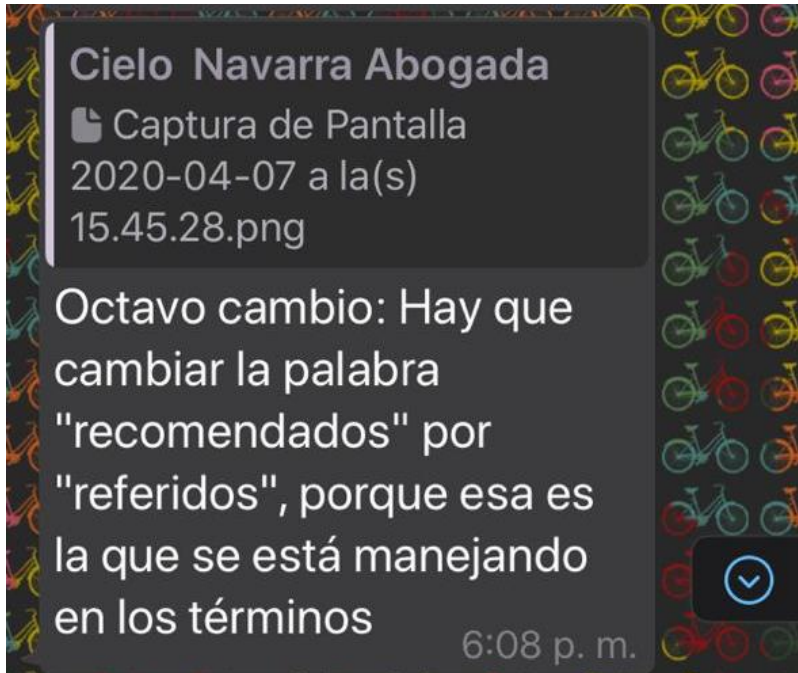 Cielo Navarra Abogada
Captura de Pantalla
2020-04-07 a la(s)
15.45.28.png
Octavo cambio: Hay que
cambiar la palabra
"recomendados" por
"referidos", porque esa es
la que se está manejando
en los términos
6:08 p. m.